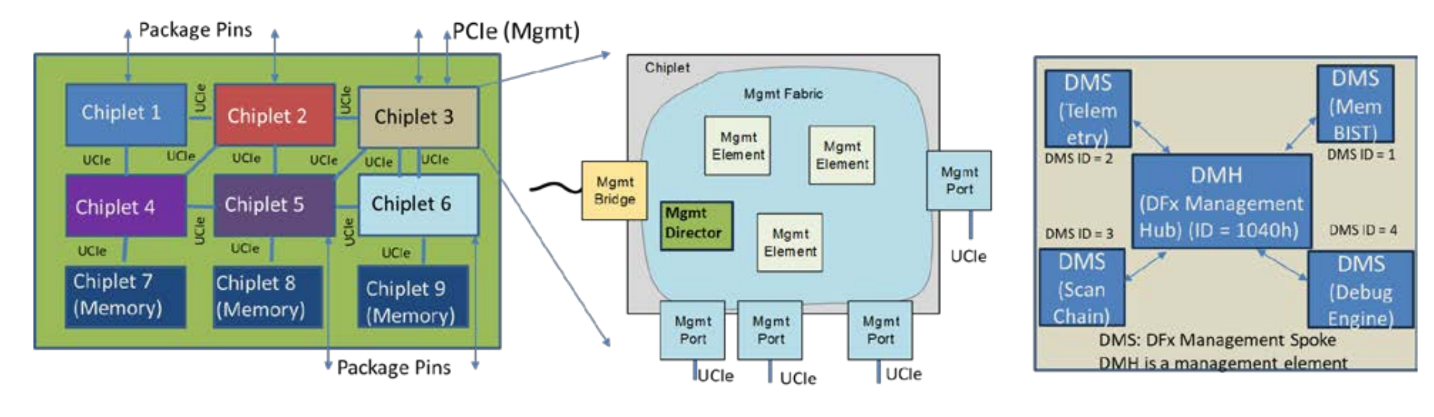 Package Pins
PCIe (Mgmt)
Chiplet 1
UCIe
Chiplet 2
UCIe
Chiplet 3
UCIe
UCIe
UCIe
UCIe
UCIe
UCIe
Chiplet 4
UCIe
Chiplet 5
UCIe
Chiplet 6
UCIe
UCIe
UCIe
Chiplet 7
(Memory)
Chiplet 8
(Memory)
Chiplet 9
(Memory)
Package Pins
Chiplet
Mgmt Fabric
Mgmt
Element
Mgmt
Element
Mgmt
Bridge
Mgmt
Director
Mgmt
Element
Mgmt
Port
UCIe
Mgmt
Port
Mgmt
Port
Mgmt
Port
UCIe
UCIe
UCIe
DMS
(Telem
etry)
DMS ID = 2
DMS
(Mem
BIST)
DMS ID = 1
DMH
(DFx Management
Hub) (ID = 1040h)
DMS ID = 3
DMS
(Scan
Chain)
DMS ID = 4
DMS
(Debug
Engine)
DMS: DFx Management Spoke
DMH is a management element